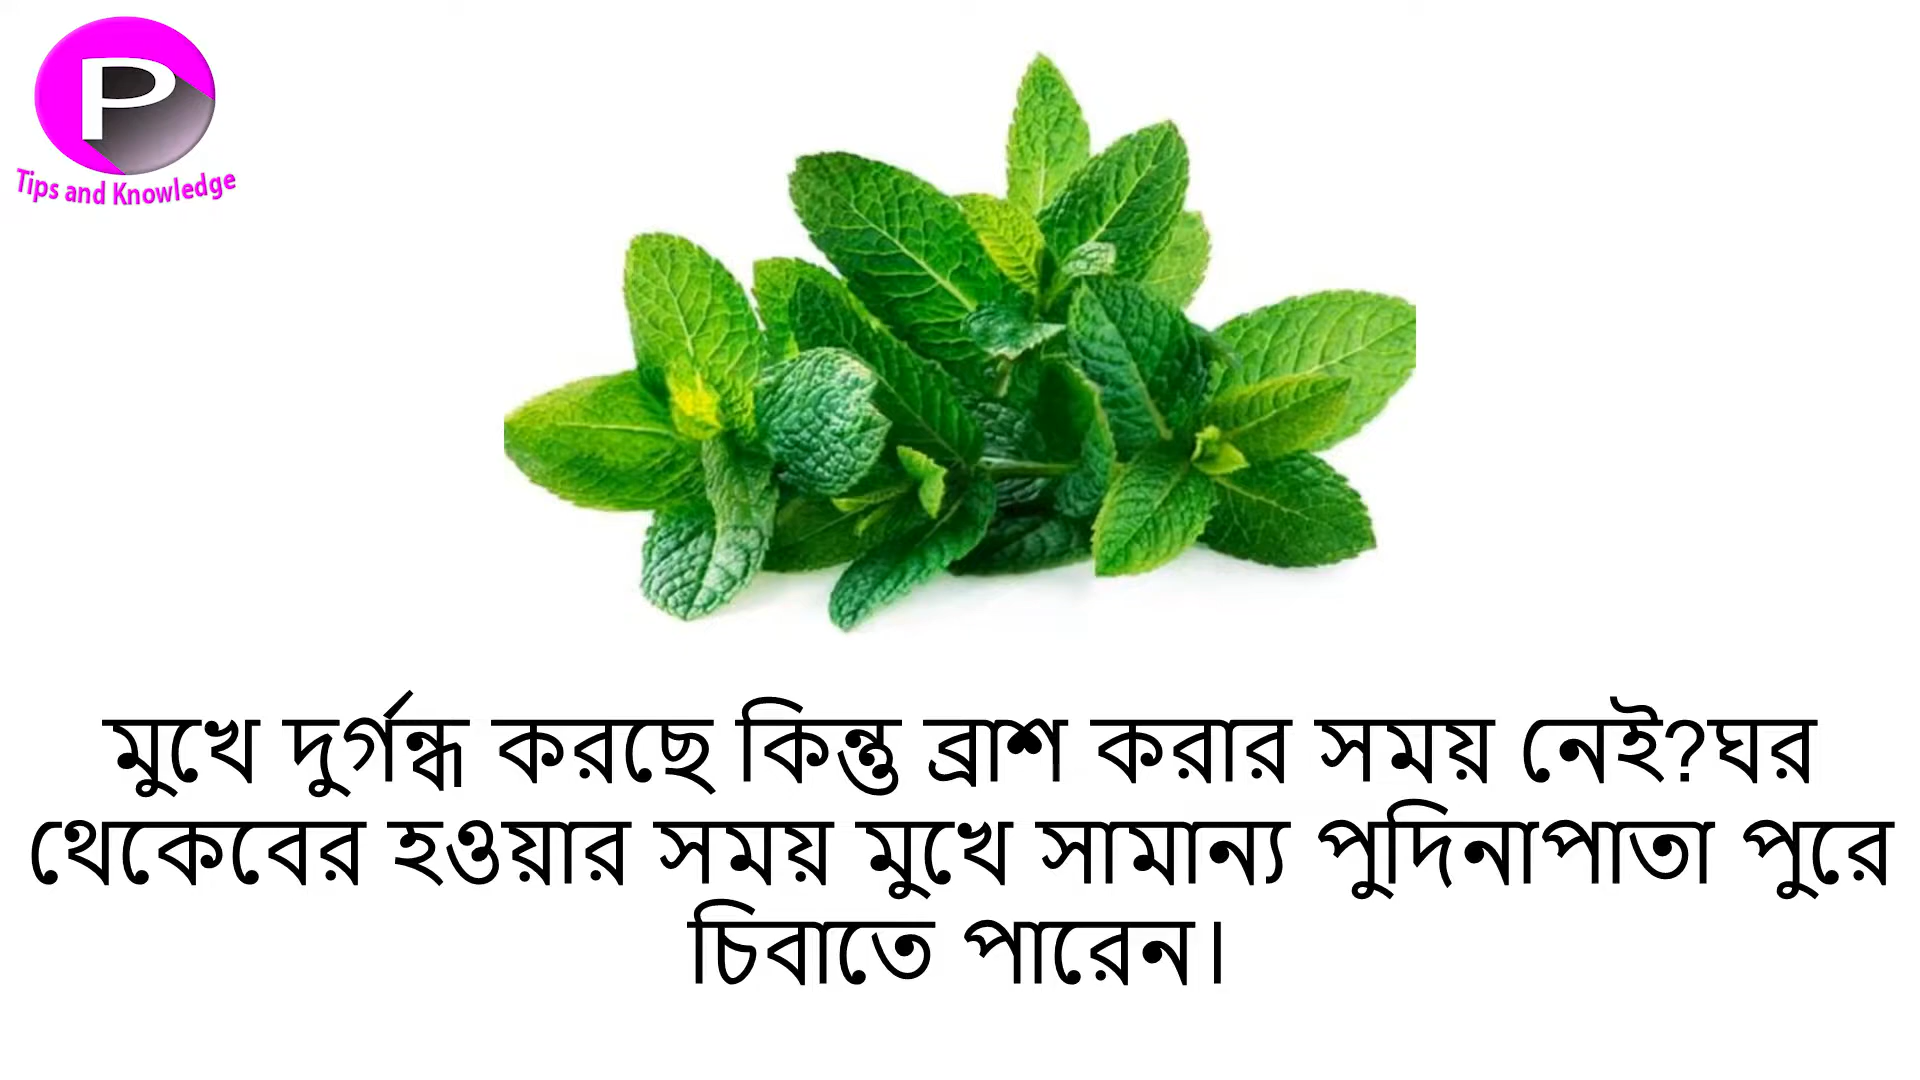 P
Tips and Knowledge
মুখে দুর্গন্ধ করছে কিন্তু ব্রাশ করার সময় নেই?ঘর
থেকেবের হওয়ার সময় মুখে সামান্য পুদিনাপাতা পুরে
চিবাতে পারেন।